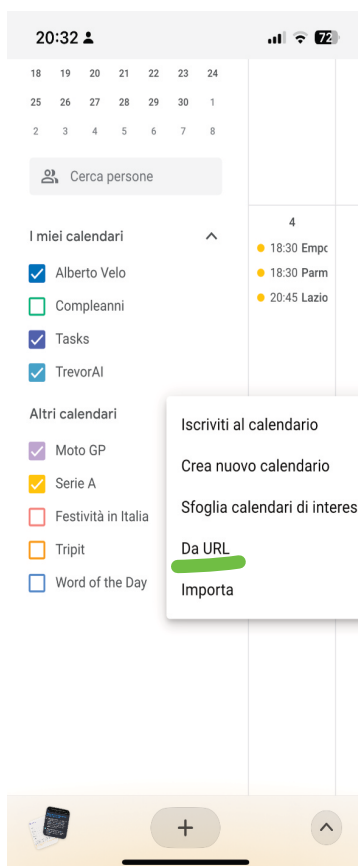 20:32
72
18 19 20 21 22 23 24
25 26 27 28 29 30 1
2 3 4 5 6 7 8
Cerca persone
I miei calendari
Alberto Velo
Compleanni
Tasks
TrevorAI
Altri calendari
Moto GP
Serie A
Festività in Italia
Tripit
Word of the Day
4
18:30 Empo
18:30 Parm
20:45 Lazio
Iscriviti al calendario
Crea nuovo calendario
Sfoglia calendari di interes
Da URL
Importa